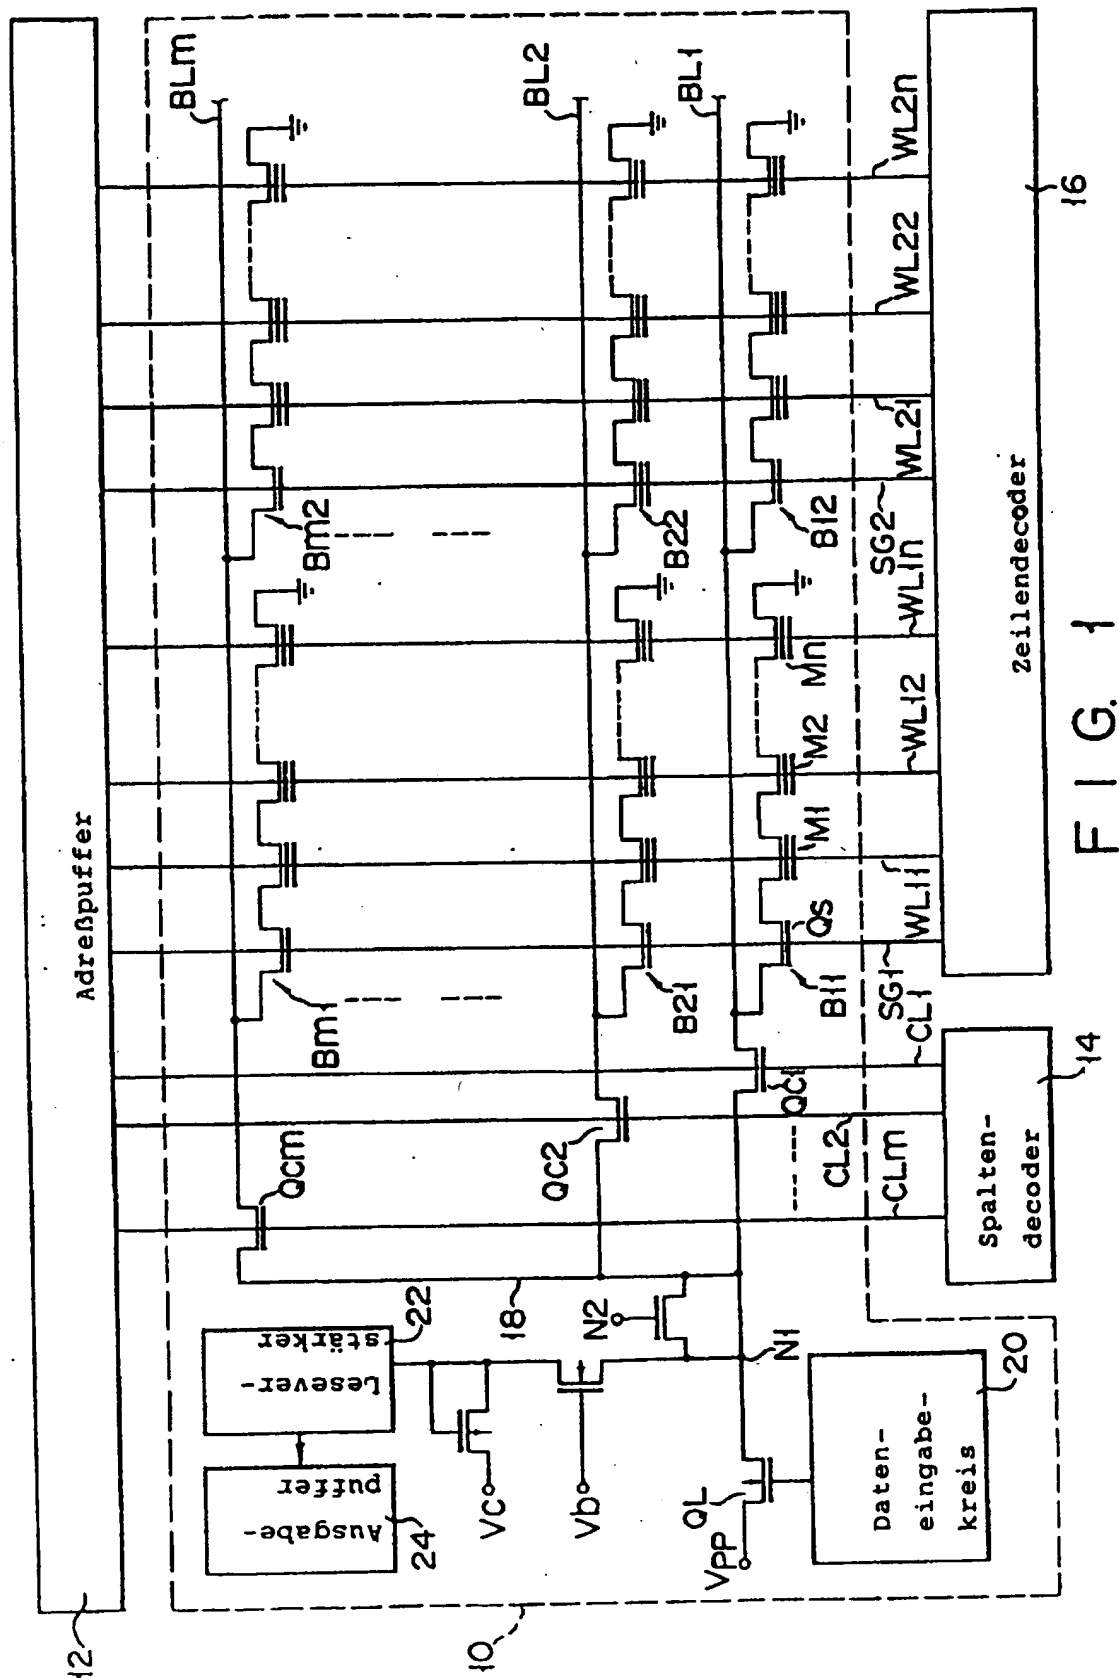 12
Adreßpuffer
10
Ausgabe-
puffer
24
Lesever-
stärker
22
VC
Vb
VPP
QL
Daten-
eingabe-
kreis
20
N1
N2
18
QCm
QC2
QC1
CLm
CL2
CL1
Spalten-
decoder
14
BLm
BL2
BL1
Bm1
Bm2
B21
B22
B11
B12
QS
M1
M2
Mn
SG1
WL11
WL12
WL1n
SG2
WL21
WL22
WL2n
Zeilendecoder
16
FIG. 1